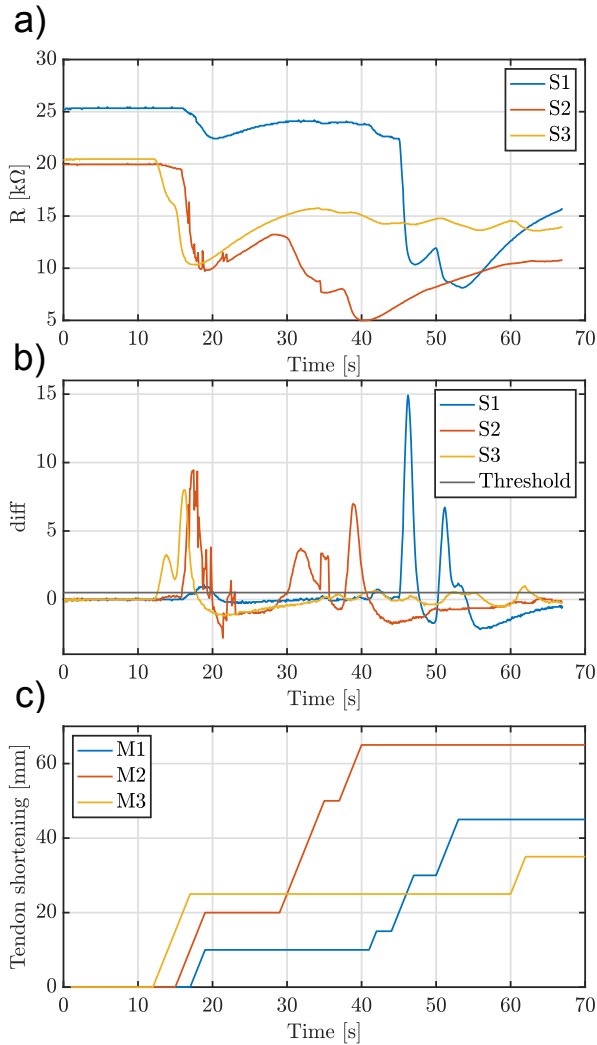 a)
30
25
20
15
10
5
R [kΩ]
S1
S2
S3
0 10 20 30 40 50 60 70
Time [s]
b)
15
10
5
0
diff
S1
S2
S3
Threshold
0 10 20 30 40 50 60 70
Time [s]
c)
60
40
20
0
Tendon shortening [mm]
M1
M2
M3
0 10 20 30 40 50 60 70
Time [s]